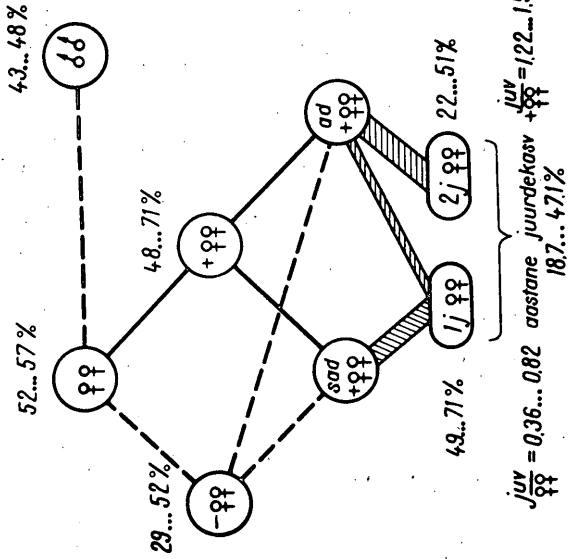 43...48%
♂♂
52...57%
♀♀
48...71%
+♀♀
29...52%
-♀♀
sad
+♀♀
ad
+♀♀
49...71%
1j ♀♀
2j ♀♀
22...51%
juv/♀♀ = 0,36... 0,82
aastane juurdekasv
18,7... 47,1%
juv/+♀♀ = 1,22...1,